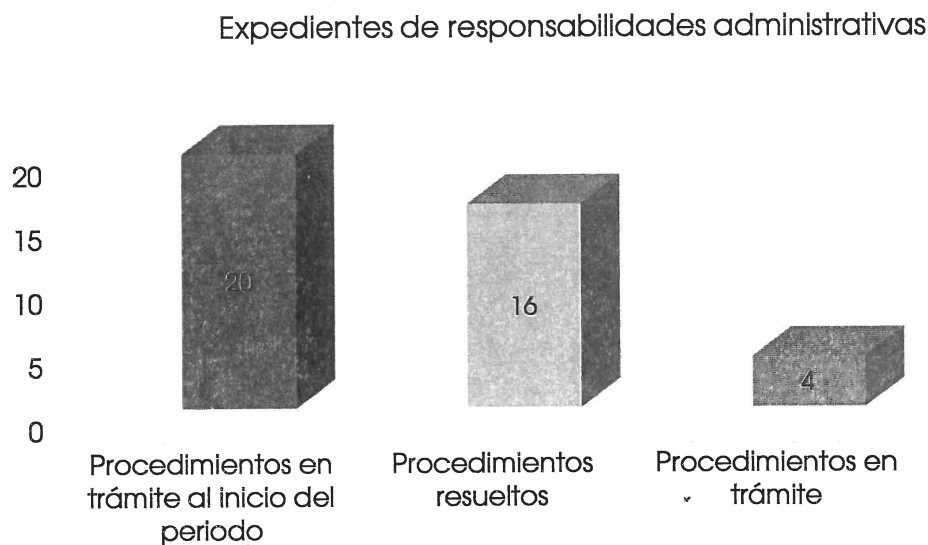 Expedientes de responsabilidades administrativas
20
15
10
5
0
20
16
4
Procedimientos en
trámite al inicio del
periodo
Procedimientos
resueltos
Procedimientos en
trámite